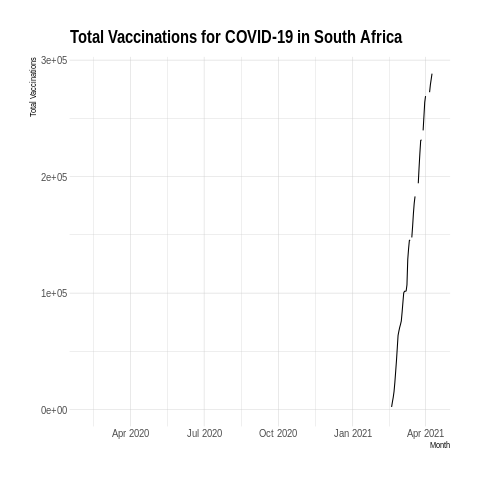 Total Vaccinations for COVID-19 in South Africa
Total Vaccinations
3e+05
2e+05
1e+05
0e+00
Apr 2020 Jul 2020 Oct 2020 Jan 2021 Apr 2021
Month